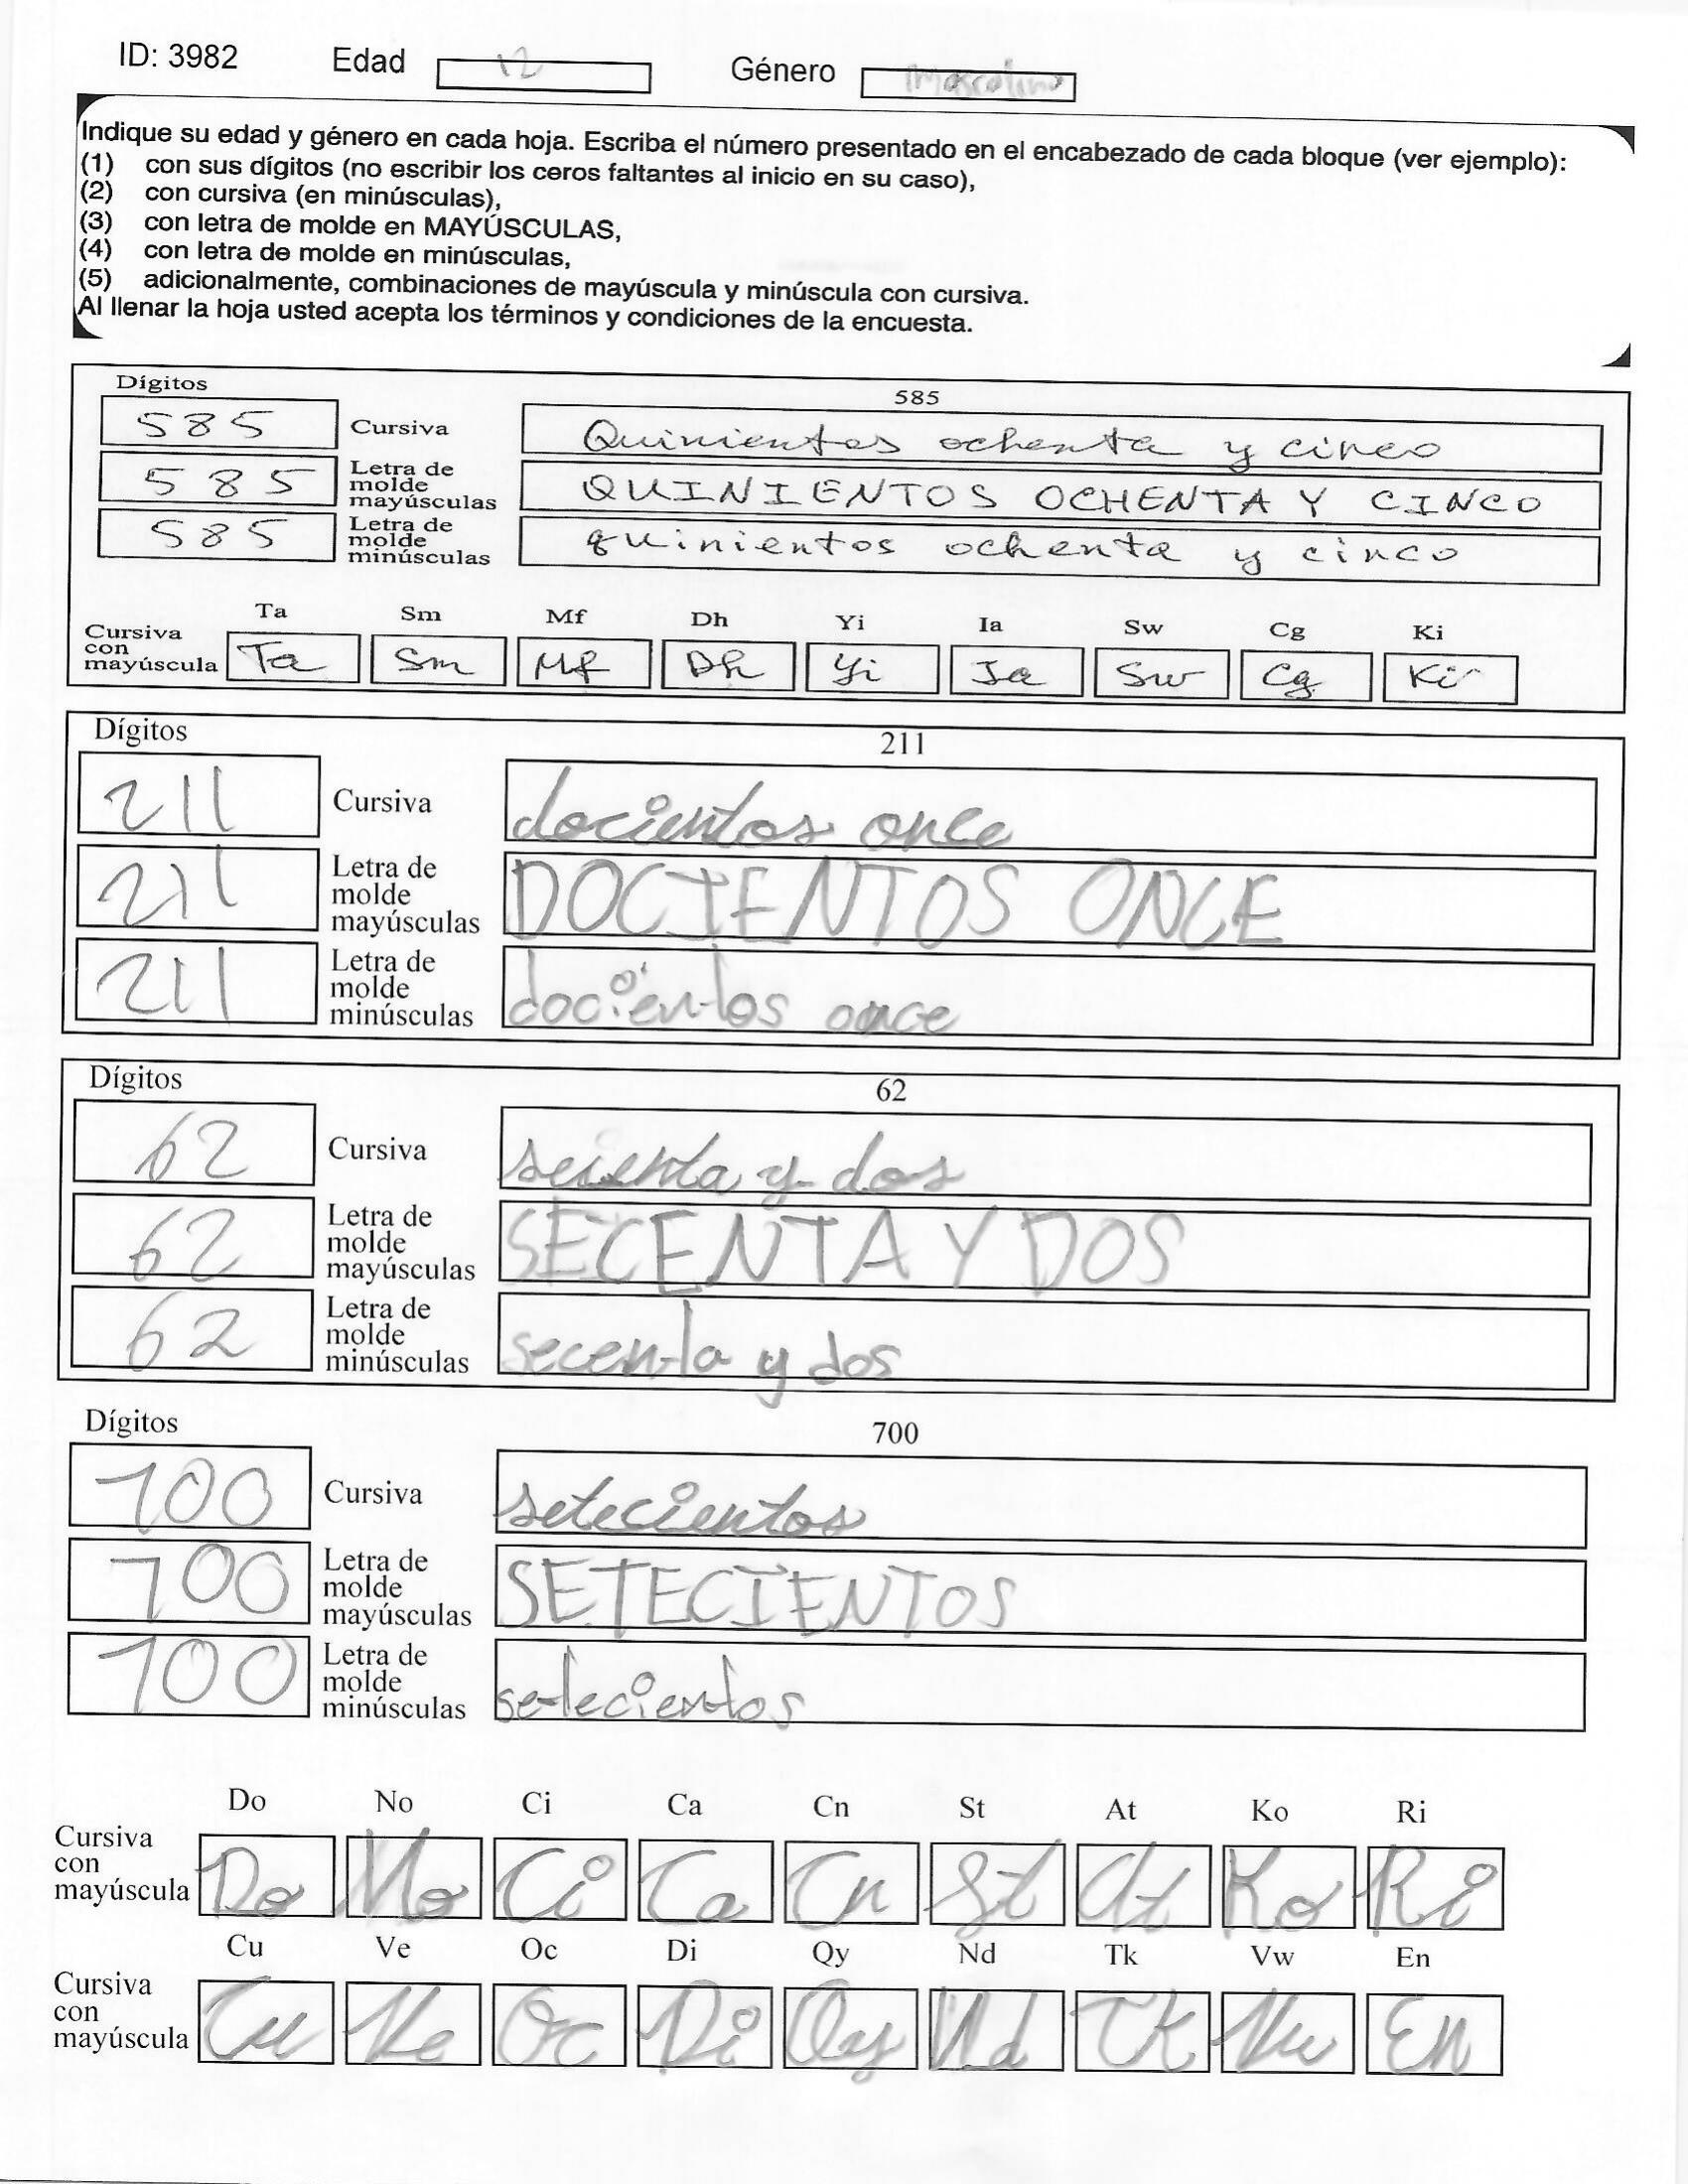 ID: 3982 Edad 12 Género Mascolino
Indique su edad y género en cada hoja. Escriba el número presentado en el encabezado de cada bloque (ver ejemplo):
(1) con sus dígitos (no escribir los ceros faltantes al inicio en su caso),
(2) con cursiva (en minúsculas),
(3) con letra de molde en MAYÚSCULAS,
(4) con letra de molde en minúsculas,
(5) adicionalmente, combinaciones de mayúscula y minúscula con cursiva.
Al llenar la hoja usted acepta los términos y condiciones de la encuesta.
Dígitos 585
585 Cursiva Quinientos ochenta y cinco
585 Letra de molde mayúsculas QUINIENTOS OCHENTA Y CINCO
585 Letra de molde minúsculas quinientos ochenta y cinco
Ta Sm Mf Dh Yi Ia Sw Cg Ki
Cursiva con mayúscula Ta Sm Mf Dh Yi Ia Sw Cg Ki
Dígitos 211
211 Cursiva docientos once
211 Letra de molde mayúsculas DOCIENTOS ONCE
211 Letra de molde minúsculas docientos once
Dígitos 62
62 Cursiva y dos
62 Letra de molde mayúsculas SECENTA Y DOS
62 Letra de molde minúsculas secenta y dos
Dígitos 700
700 Cursiva setecientos
700 Letra de molde mayúsculas SETECIENTOS
700 Letra de molde minúsculas setecientos
Do No Ci Ca Cn St At Ko Ri
Cursiva con mayúscula Do No Ci Ca Cn St At Ko Ri
Cu Ve Oc Di Qy Nd Tk Vw En
Cursiva con mayúscula Cu Ve Oc Di Qy Nd Tk Vw En